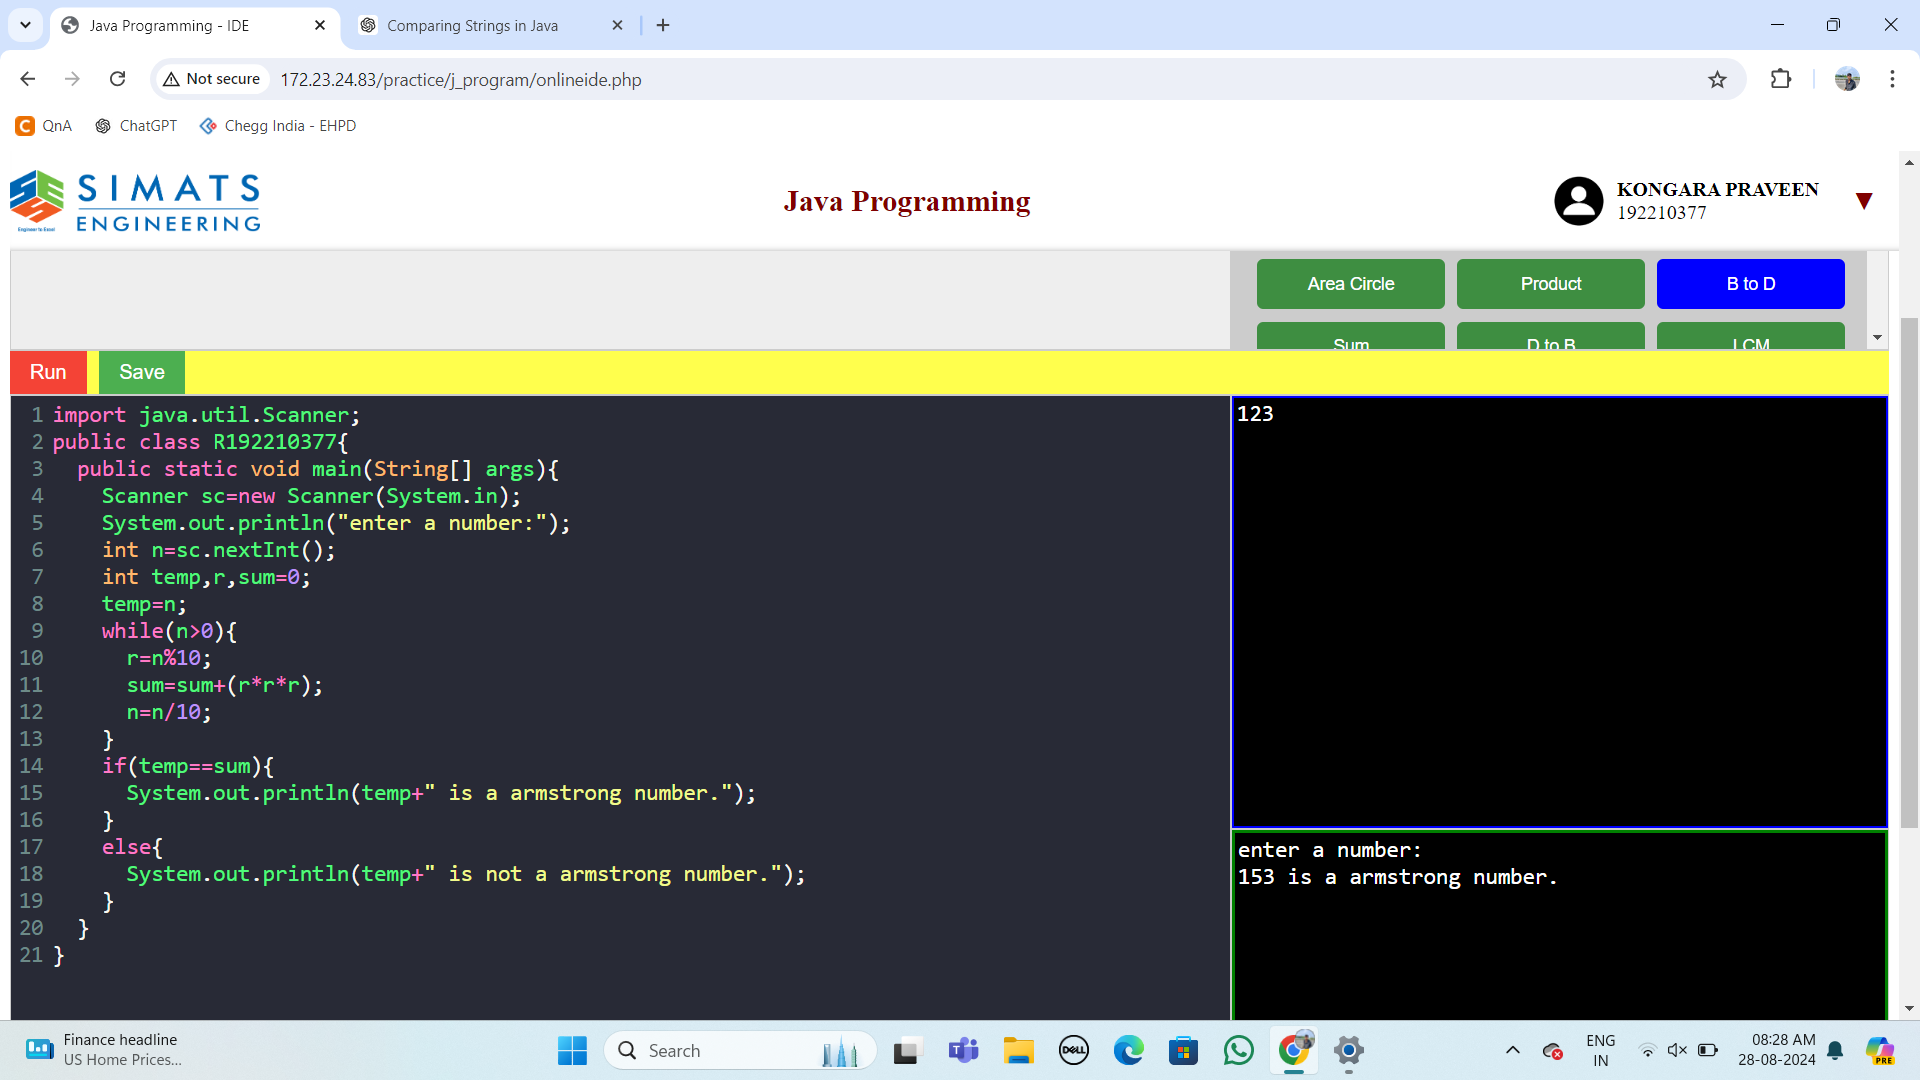 Java Programming - IDE
Comparing Strings in Java
Not secure
172.23.24.83/practice/j_program/onlineide.php
QnA
ChatGPT
Chegg India - EHPD
SIMATS
ENGINEERING
Engineer to Excel
Java Programming
KONGARA PRAVEEN
192210377
Area Circle
Product
B to D
Sum
D to B
LCM
Run
Save
1 import java.util.Scanner;
2 public class R192210377{
3 public static void main(String[] args){
4 Scanner sc=new Scanner(System.in);
5 System.out.println("enter a number:");
6 int n=sc.nextInt();
7 int temp,r,sum=0;
8 temp=n;
9 while(n>0){
10 r=n%10;
11 sum=sum+(r*r*r);
12 n=n/10;
13 }
14 if(temp==sum){
15 System.out.println(temp+" is a armstrong number.");
16 }
17 else{
18 System.out.println(temp+" is not a armstrong number.");
19 }
20 }
21 }
123
enter a number:
153 is a armstrong number.
Finance headline
US Home Prices...
Search
DELL
ENG
IN
08:28 AM
28-08-2024
PRE